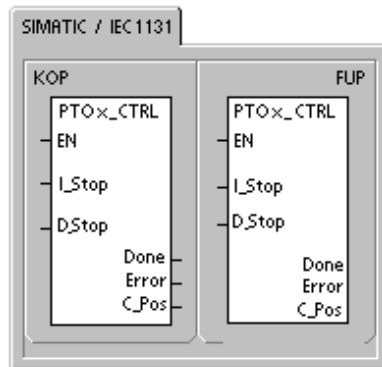 SIMATIC / IEC1131
KOP
PTOx_CTRL
EN
I_Stop
D_Stop
Done
Error
C_Pos
FUP
PTOx_CTRL
EN
I_Stop
D_Stop
Done
Error
C_Pos